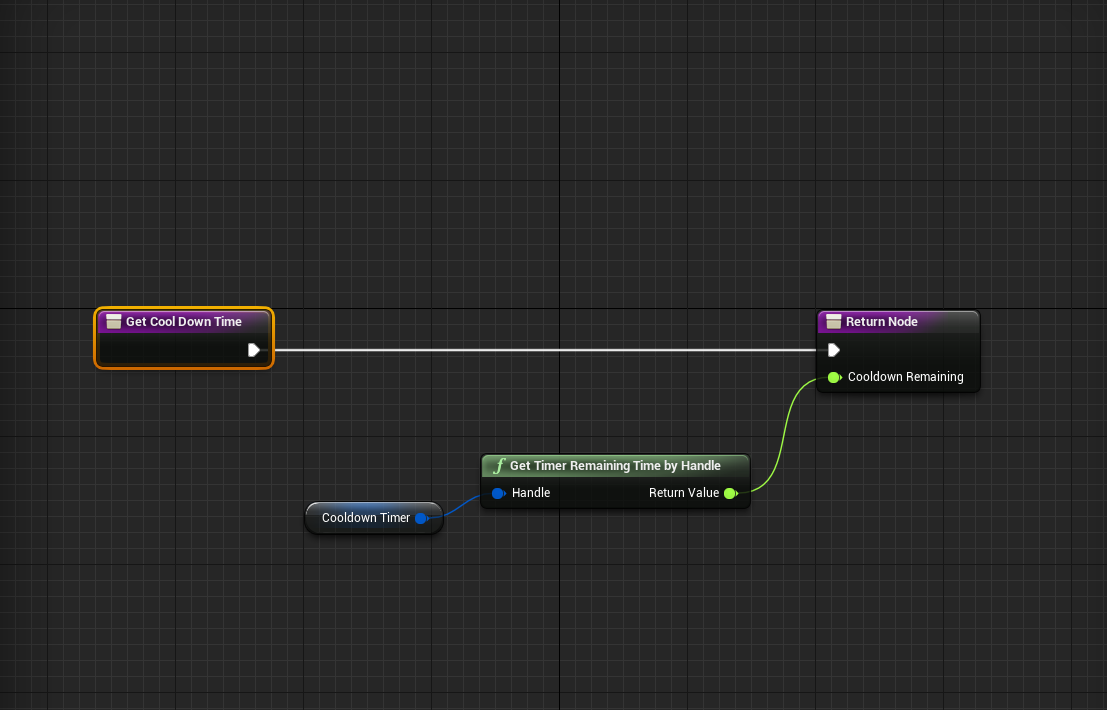 Get Cool Down Time
Return Node
Cooldown Remaining
Get Timer Remaining Time by Handle
Handle
Return Value
Cooldown Timer